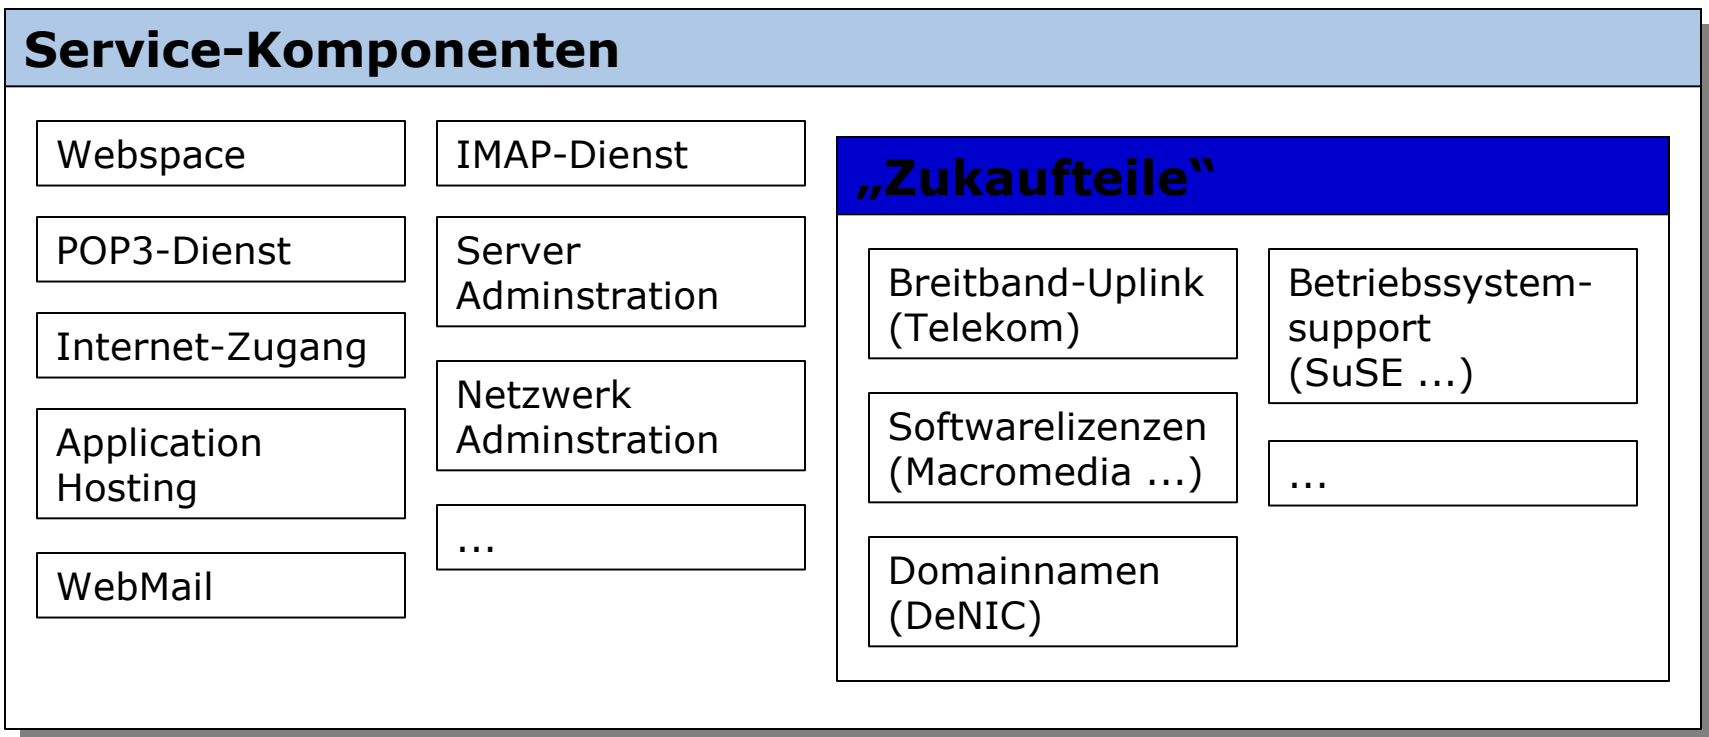 Service-Komponenten
Webspace
POP3-Dienst
Internet-Zugang
Application
Hosting
WebMail
IMAP-Dienst
Server
Adminstration
Netzwerk
Adminstration
...
„Zukaufteile“
Breitband-Uplink
(Telekom)
Softwarelizenzen
(Macromedia ...)
Domainnamen
(DeNIC)
Betriebssystem-
support
(SuSE ...)
...